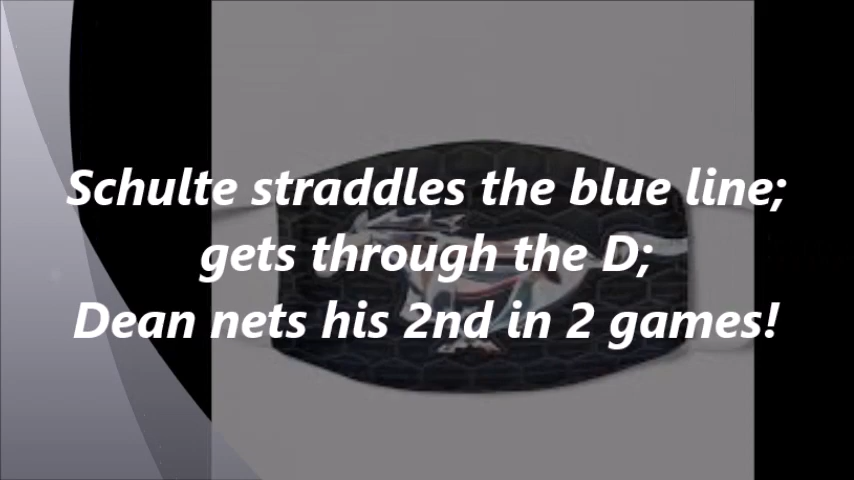 Schulte straddles the blue line;
gets through the D;
Dean nets his 2nd in 2 games!